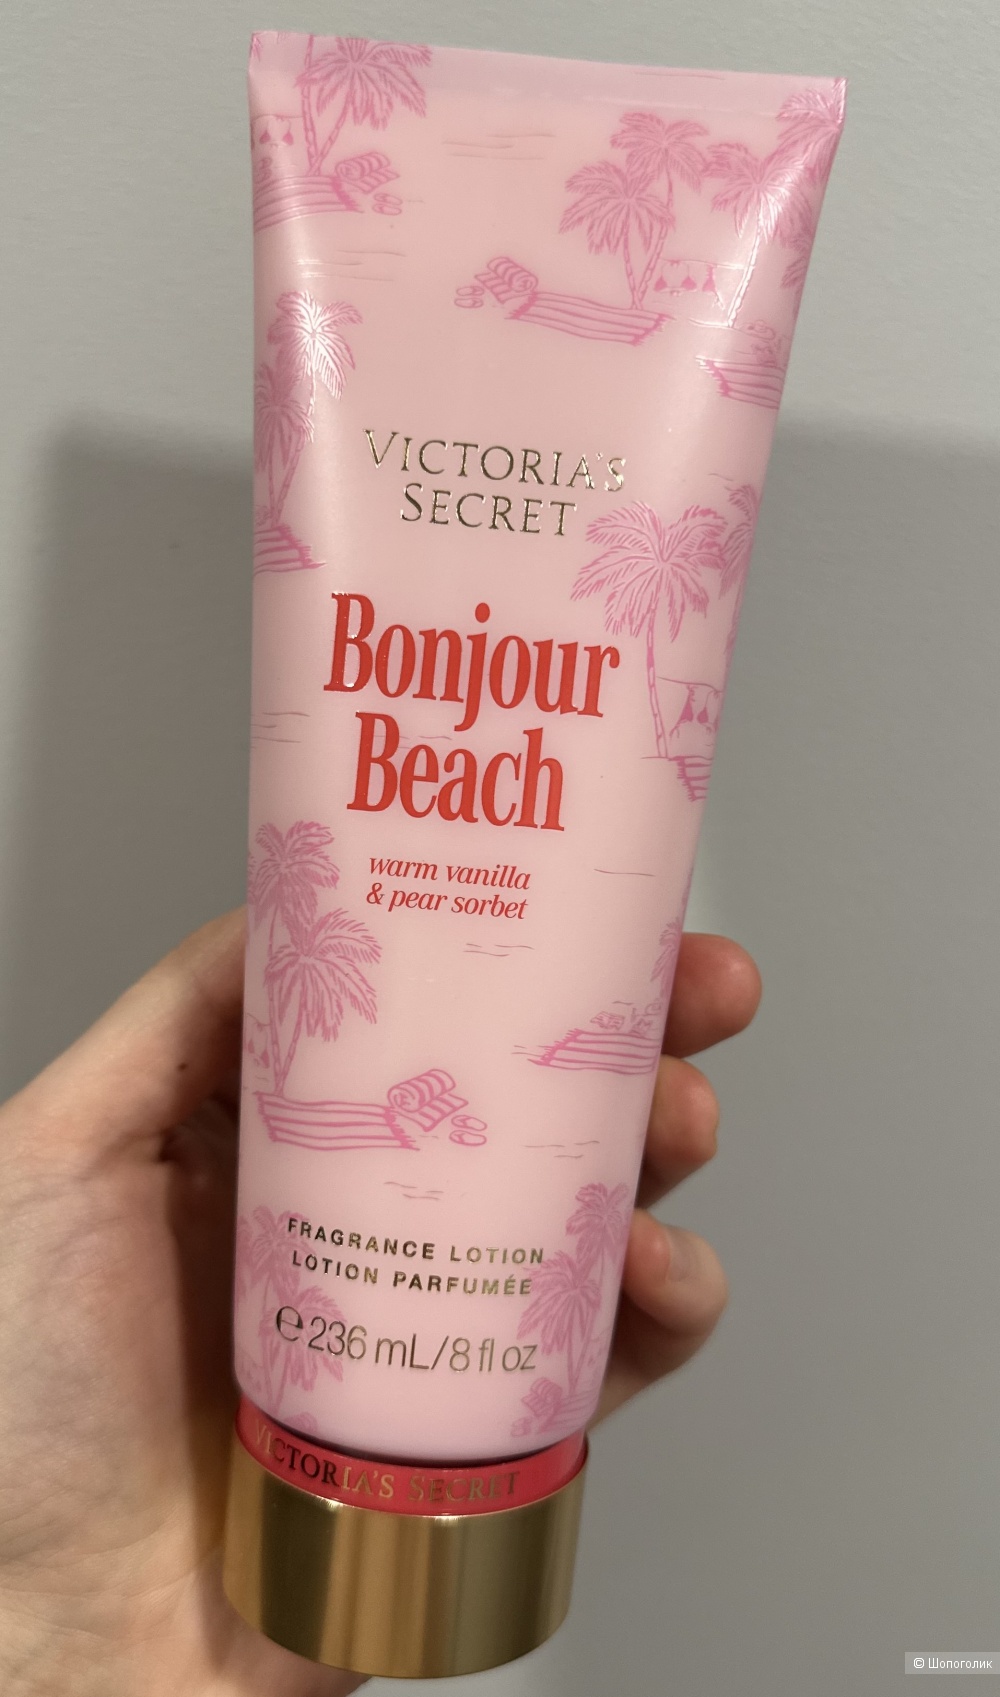 VICTORIA'S
SECRET
Bonjour
Beach
warm vanilla
& pear sorbet
FRAGRANCE LOTION
LOTION PARFUMÉE
℮236 mL/8 fl oz
VICTORIA'S SECRET
© Шопоголик